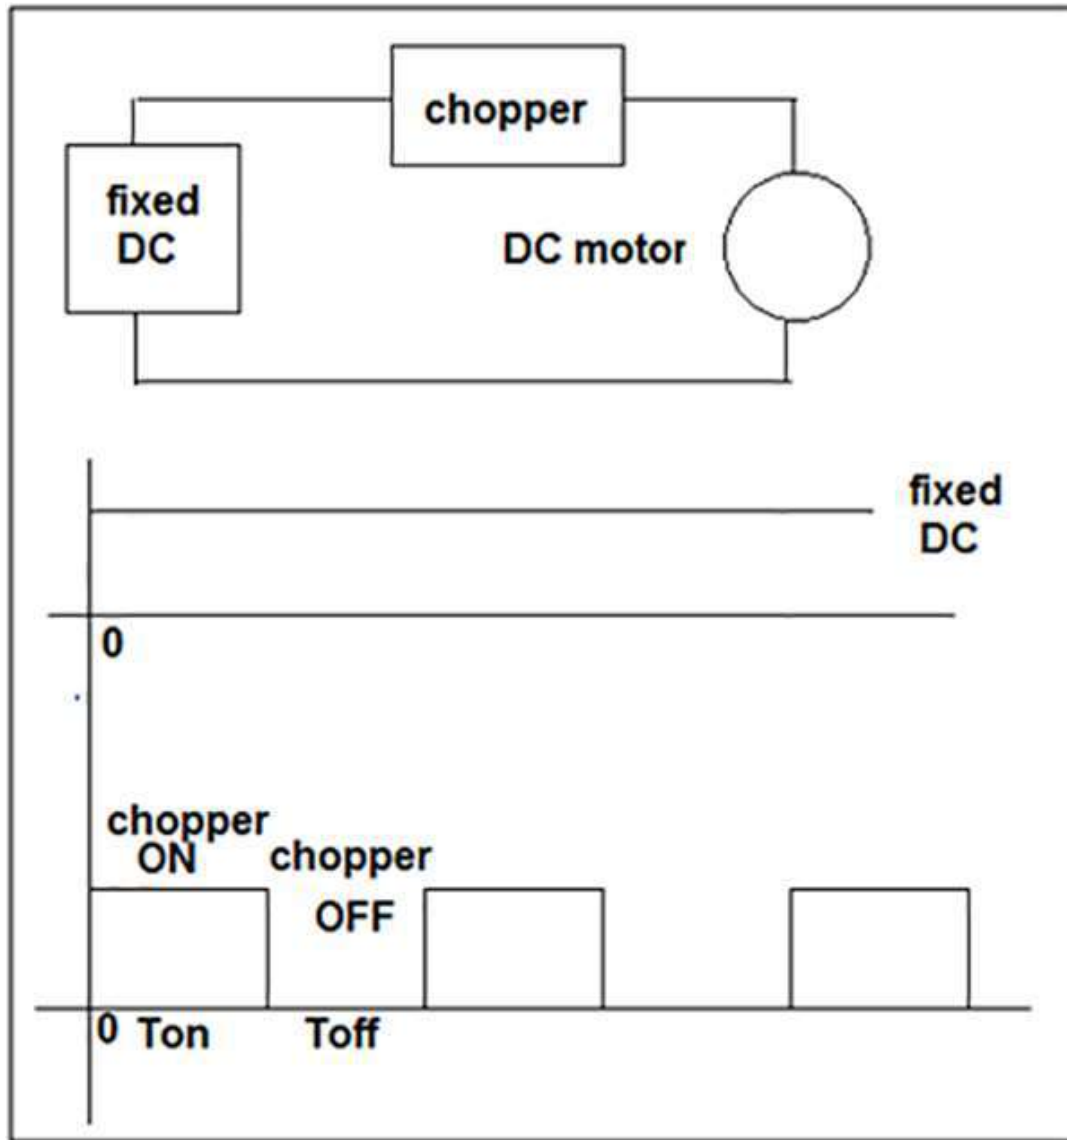 chopper
fixed
DC
DC motor
fixed
DC
0
chopper
ON
chopper
OFF
0 Ton Toff